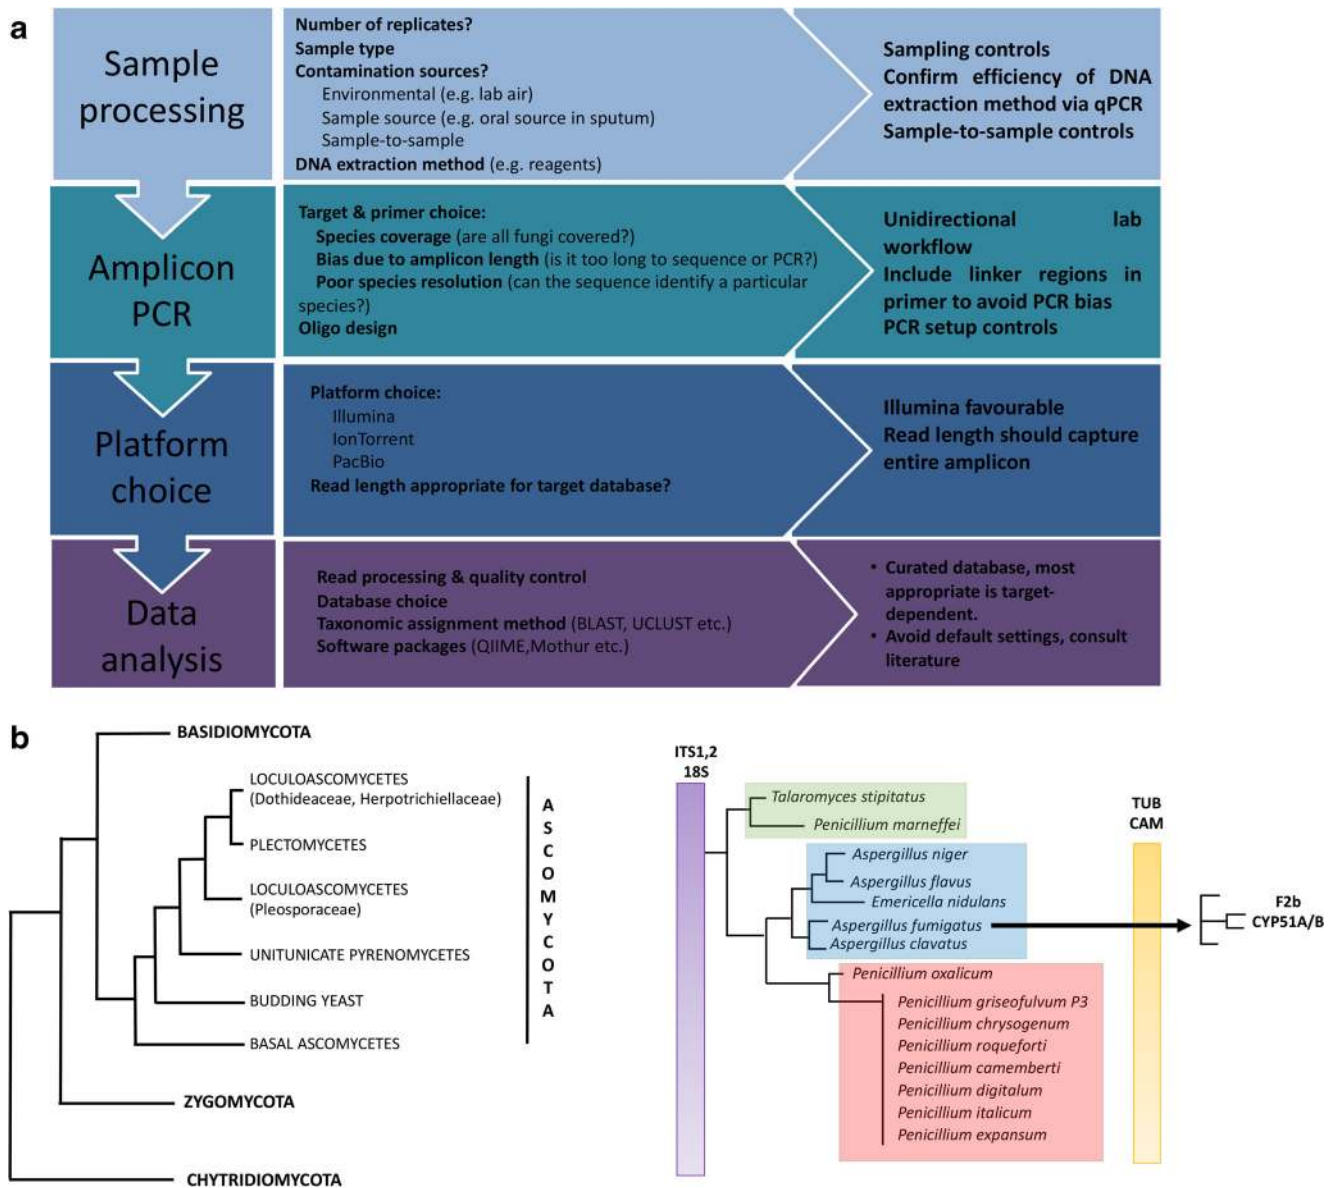 a
Sample
processing
Number of replicates?
Sample type
Contamination sources?
Environmental (e.g. lab air)
Sample source (e.g. oral source in sputum)
Sample-to-sample
DNA extraction method (e.g. reagents)
Sampling controls
Confirm efficiency of DNA
extraction method via qPCR
Sample-to-sample controls
Amplicon
PCR
Target & primer choice:
Species coverage (are all fungi covered?)
Bias due to amplicon length (is it too long to sequence or PCR?)
Poor species resolution (can the sequence identify a particular
species?)
Oligo design
Unidirectional lab
workflow
Include linker regions in
primer to avoid PCR bias
PCR setup controls
Platform
choice
Platform choice:
Illumina
IonTorrent
PacBio
Read length appropriate for target database?
Illumina favourable
Read length should capture
entire amplicon
Data
analysis
Read processing & quality control
Database choice
Taxonomic assignment method (BLAST, UCLUST etc.)
Software packages (QIIME,Mothur etc.)
• Curated database, most
appropriate is target-
dependent.
• Avoid default settings, consult
literature
b
BASIDIOMYCOTA
LOCULOASCOMYCETES
(Dothideaceae, Herpotrichiellaceae)
PLECTOMYCETES
LOCULOASCOMYCETES
(Pleosporaceae)
UNITUNICATE PYRENOMYCETES
BUDDING YEAST
BASAL ASCOMYCETES
ZYGOMYCOTA
CHYTRIDIOMYCOTA
ASCOMYCOTA
ITS1,2
18S
Talaromyces stipitatus
Penicillium marneffei
Aspergillus niger
Aspergillus flavus
Emericella nidulans
Aspergillus fumigatus
Aspergillus clavatus
Penicillium oxalicum
Penicillium griseofulvum P3
Penicillium chrysogenum
Penicillium roqueforti
Penicillium camemberti
Penicillium digitalum
Penicillium italicum
Penicillium expansum
TUB
CAM
F2b
CYP51A/B